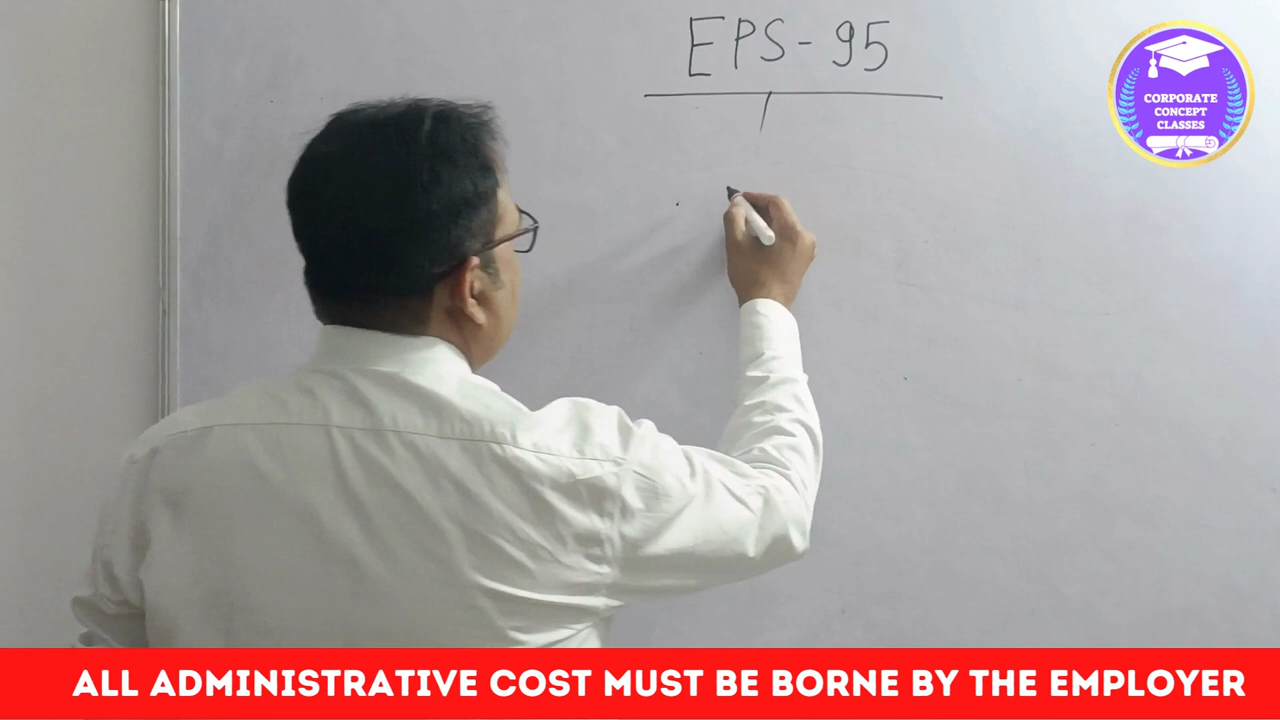 EPS-95
CORPORATE
CONCEPT
CLASSES
ALL ADMINISTRATIVE COST MUST BE BORNE BY THE EMPLOYER